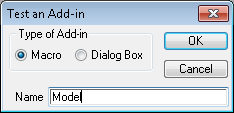 Test an Add-in
Type of Add-in
Macro
Dialog Box
OK
Cancel
Name
Model